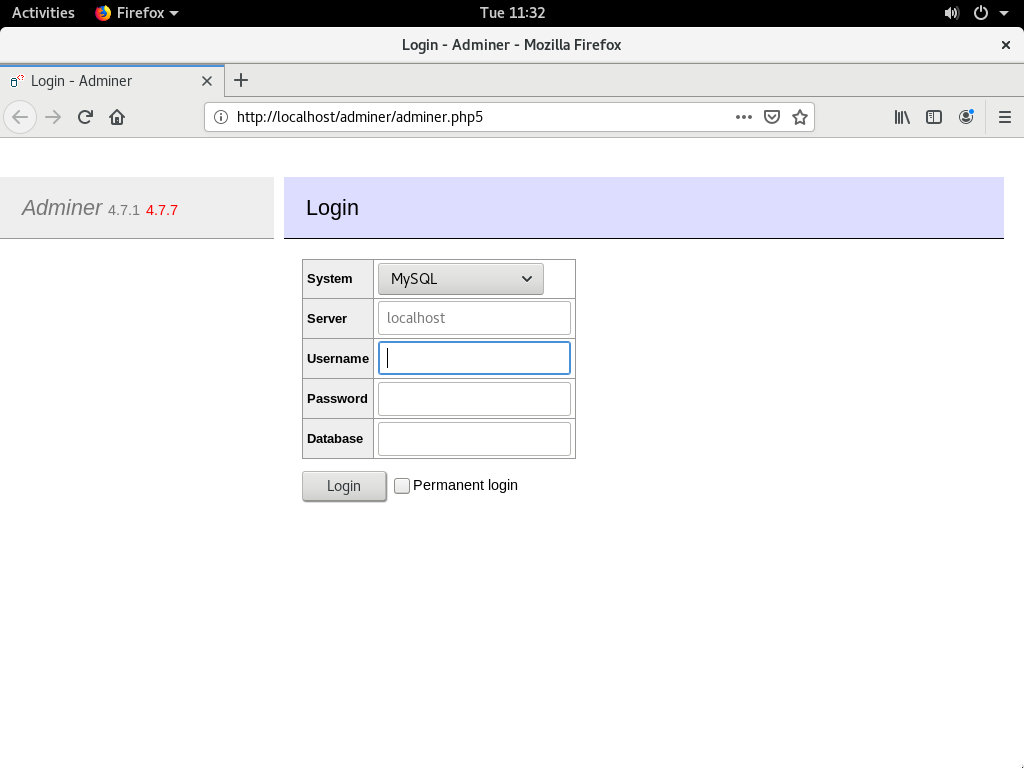 Activities Firefox Tue 11:32
Login - Adminer - Mozilla Firefox
Login - Adminer
http://localhost/adminer/adminer.php5
Adminer 4.7.1 4.7.7
Login
System MySQL
Server localhost
Username
Password
Database
Login Permanent login